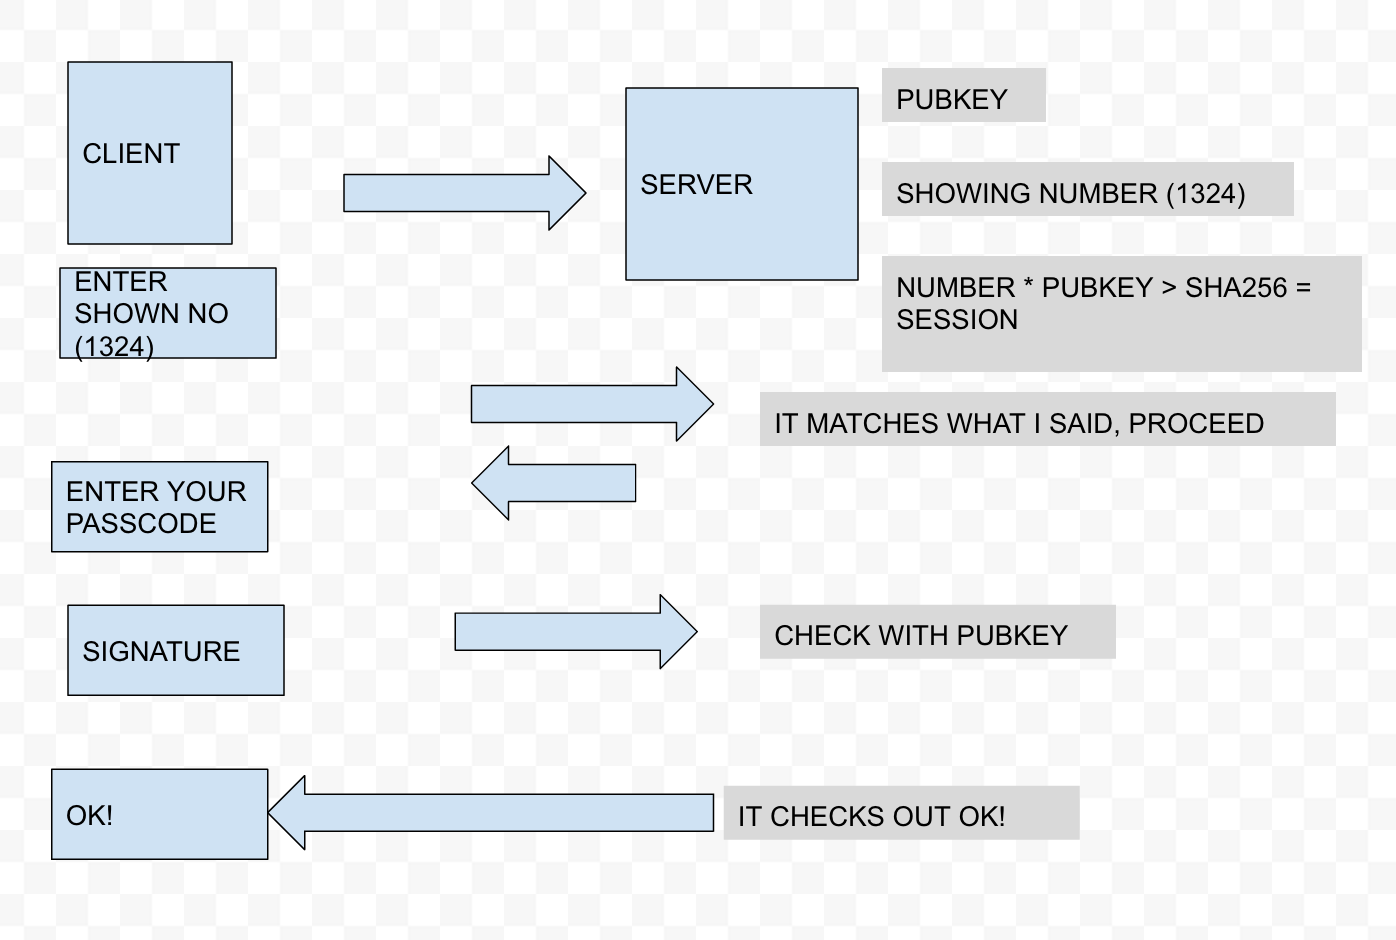 CLIENT
SERVER
PUBKEY
SHOWING NUMBER (1324)
ENTER
SHOWN NO
(1324)
NUMBER * PUBKEY > SHA256 =
SESSION
IT MATCHES WHAT I SAID, PROCEED
ENTER YOUR
PASSCODE
SIGNATURE
CHECK WITH PUBKEY
OK!
IT CHECKS OUT OK!